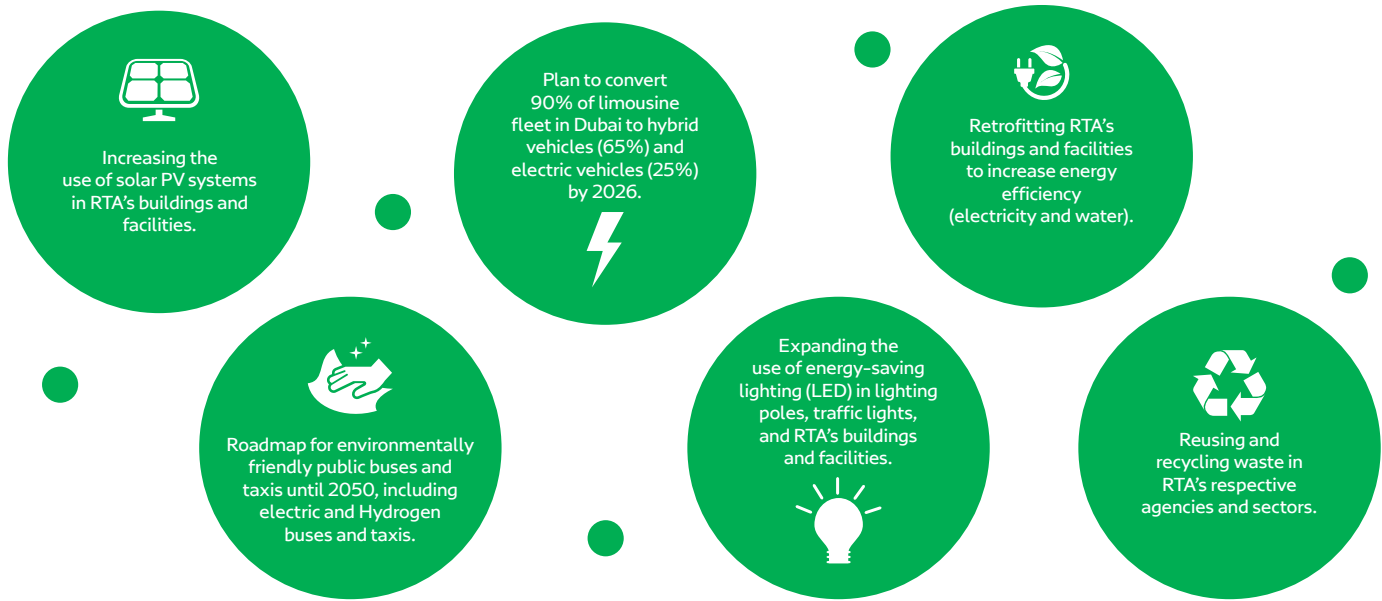 Increasing the
use of solar PV systems
in RTA's buildings and
facilities.
Plan to convert
90% of limousine
fleet in Dubai to hybrid
vehicles (65%) and
electric vehicles (25%)
by 2026.
Retrofitting RTA's
buildings and facilities
to increase energy
efficiency
(electricity and water).
Roadmap for environmentally
friendly public buses and
taxis until 2050, including
electric and Hydrogen
buses and taxis.
Expanding the
use of energy-saving
lighting (LED) in lighting
poles, traffic lights,
and RTA's buildings
and facilities.
Reusing and
recycling waste in
RTA's respective
agencies and sectors.